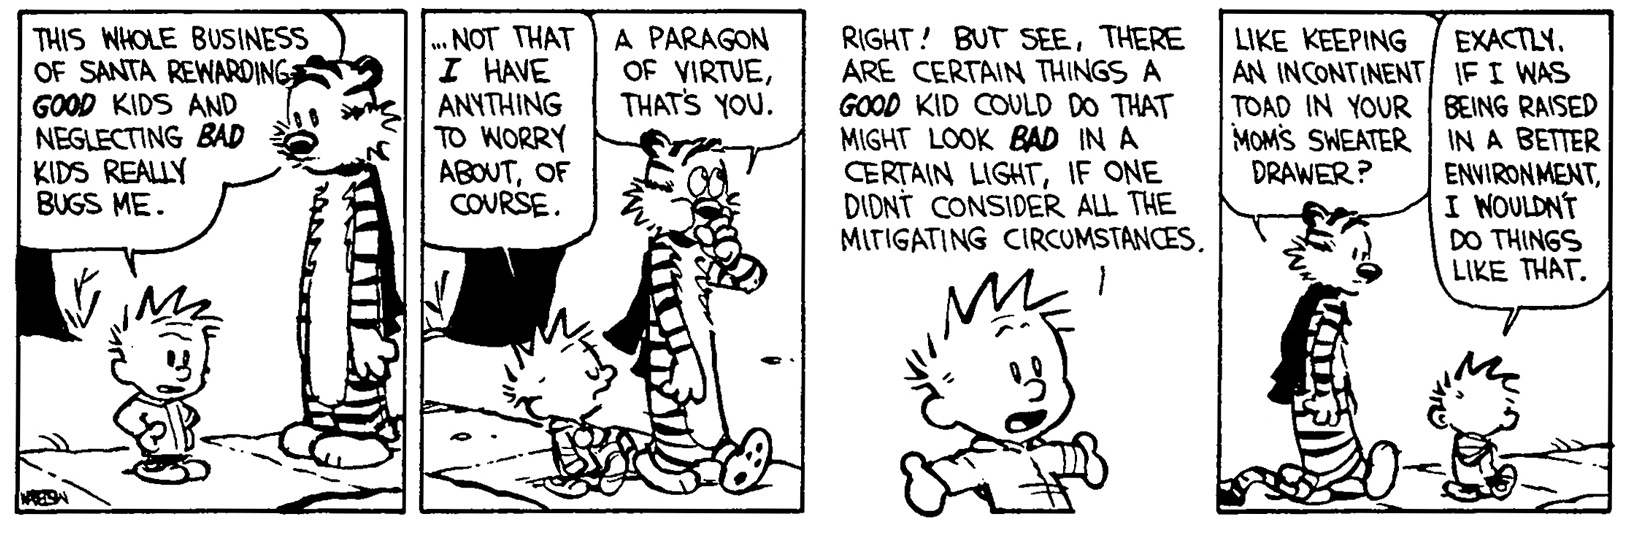 THIS WHOLE BUSINESS
OF SANTA REWARDING
GOOD KIDS AND
NEGLECTING BAD
KIDS REALLY
BUGS ME.
...NOT THAT
I HAVE
ANYTHING
TO WORRY
ABOUT, OF
COURSE.
A PARAGON
OF VIRTUE,
THAT'S YOU.
RIGHT! BUT SEE, THERE
ARE CERTAIN THINGS A
GOOD KID COULD DO THAT
MIGHT LOOK BAD IN A
CERTAIN LIGHT, IF ONE
DIDN'T CONSIDER ALL THE
MITIGATING CIRCUMSTANCES.
LIKE KEEPING
AN INCONTINENT
TOAD IN YOUR
MOM'S SWEATER
DRAWER?
EXACTLY.
IF I WAS
BEING RAISED
IN A BETTER
ENVIRONMENT,
I WOULDN'T
DO THINGS
LIKE THAT.
WATTERSON